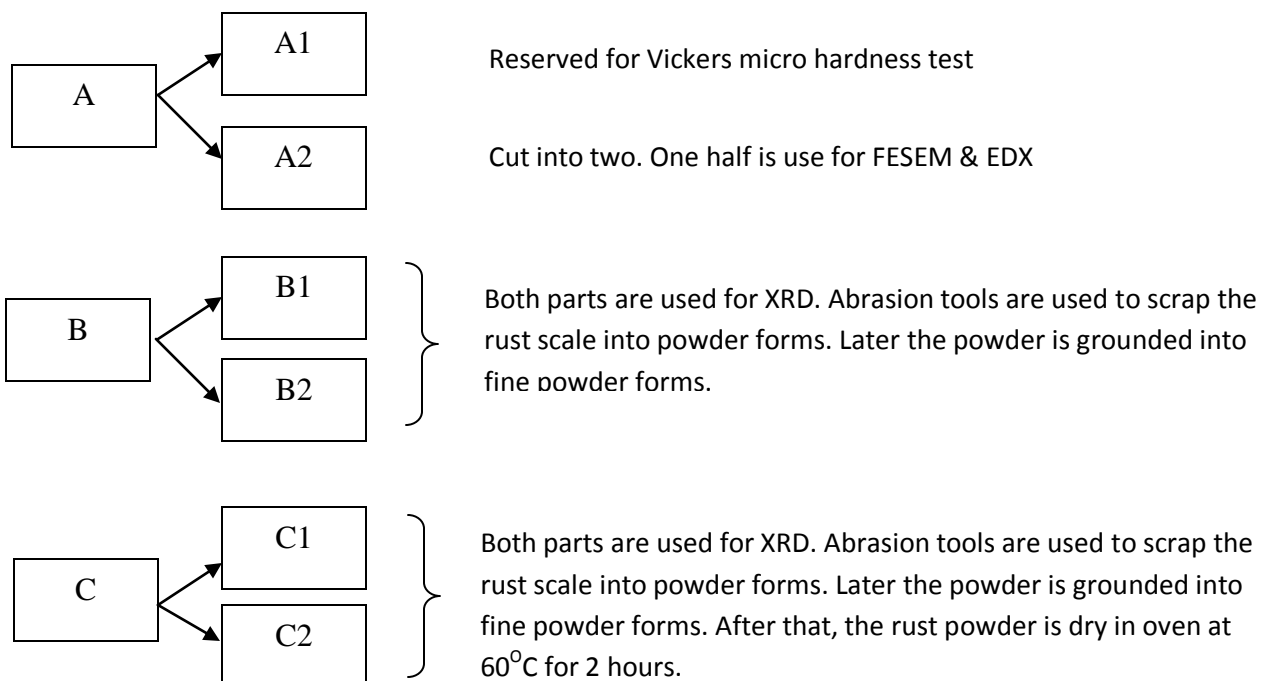 A
A1
Reserved for Vickers micro hardness test
A2
Cut into two. One half is use for FESEM & EDX
B
B1
B2
Both parts are used for XRD. Abrasion tools are used to scrap the
rust scale into powder forms. Later the powder is grounded into
fine powder forms.
C
C1
C2
Both parts are used for XRD. Abrasion tools are used to scrap the
rust scale into powder forms. Later the powder is grounded into
fine powder forms. After that, the rust powder is dry in oven at
60⁰C for 2 hours.